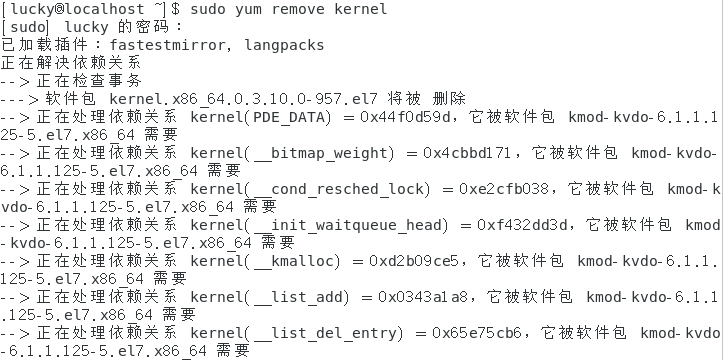 [lucky@localhost ~]$ sudo yum remove kernel
[sudo] lucky 的密码：
已加载插件：fastestmirror, langpacks
正在解决依赖关系
--> 正在检查事务
---> 软件包 kernel.x86_64.0.3.10.0-957.el7 将被 删除
--> 正在处理依赖关系 kernel(PDE_DATA) = 0x44f0d59d，它被软件包 kmod-kvdo-6.1.1.1
25-5.el7.x86_64 需要
--> 正在处理依赖关系 kernel(__bitmap_weight) = 0x4cbbd171，它被软件包 kmod-kvdo-
6.1.1.125-5.el7.x86_64 需要
--> 正在处理依赖关系 kernel(__cond_resched_lock) = 0xe2cfb038，它被软件包 kmod-k
vdo-6.1.1.125-5.el7.x86_64 需要
--> 正在处理依赖关系 kernel(__init_waitqueue_head) = 0xf432dd3d，它被软件包 kmod
-kvdo-6.1.1.125-5.el7.x86_64 需要
--> 正在处理依赖关系 kernel(__kmalloc) = 0xd2b09ce5，它被软件包 kmod-kvdo-6.1.1.
125-5.el7.x86_64 需要
--> 正在处理依赖关系 kernel(__list_add) = 0x0343a1a8，它被软件包 kmod-kvdo-6.1.1
.125-5.el7.x86_64 需要
--> 正在处理依赖关系 kernel(__list_del_entry) = 0x65e75cb6，它被软件包 kmod-kvdo
-6.1.1.125-5.el7.x86_64 需要